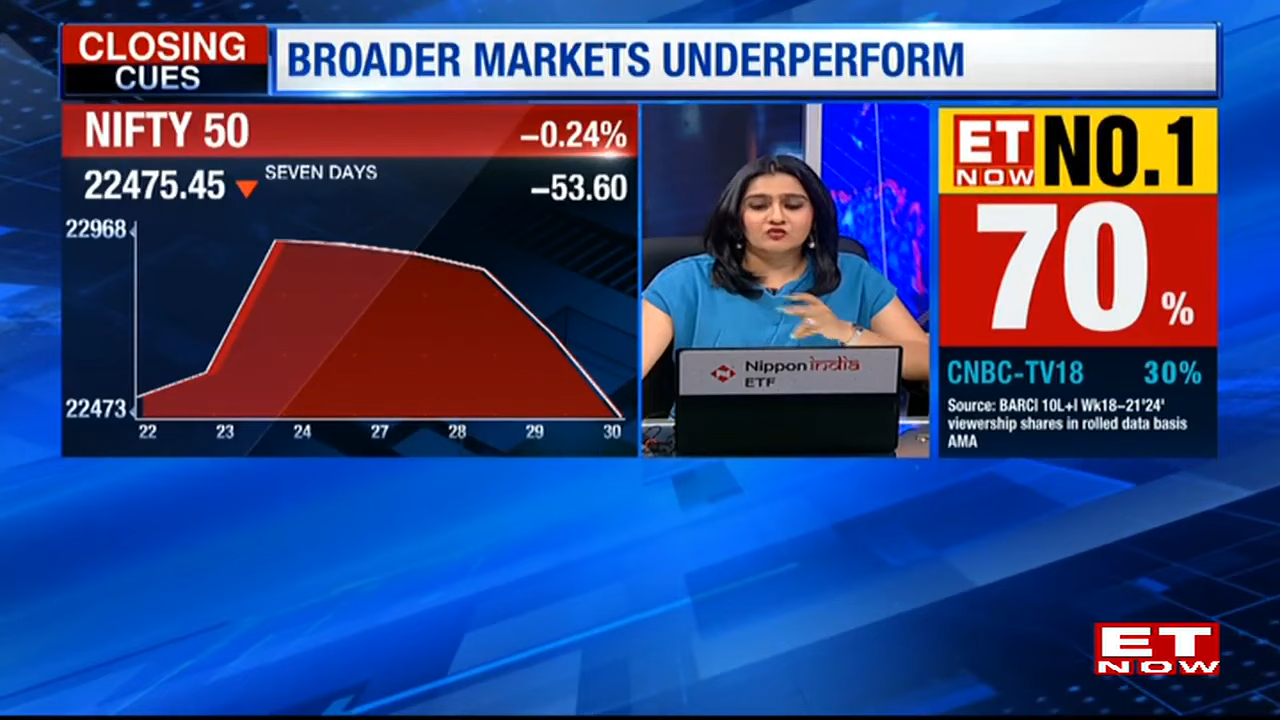 CLOSING
CUES
BROADER MARKETS UNDERPERFORM
NIFTY 50
–0.24%
22475.45
SEVEN DAYS
–53.60
22968
22473
22 23 24 27 28 29 30
Nippon india
ETF
ET
NOW
NO.1
70%
CNBC-TV18 30%
Source: BARCI 10L+I Wk18–21'24'
viewership shares in rolled data basis
AMA
ET
NOW